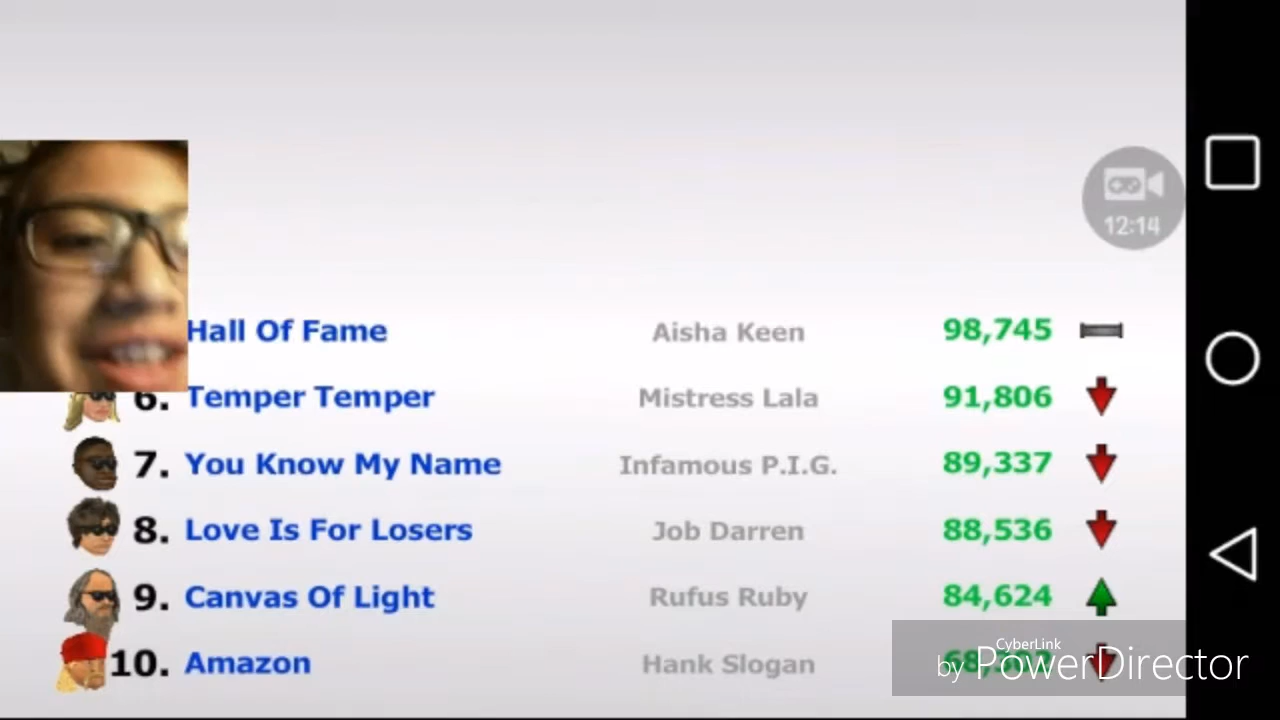 12:14
Hall Of Fame Aisha Keen 98,745
6. Temper Temper Mistress Lala 91,806
7. You Know My Name Infamous P.I.G. 89,337
8. Love Is For Losers Job Darren 88,536
9. Canvas Of Light Rufus Ruby 84,624
10. Amazon Hank Slogan
CyberLink
by PowerDirector